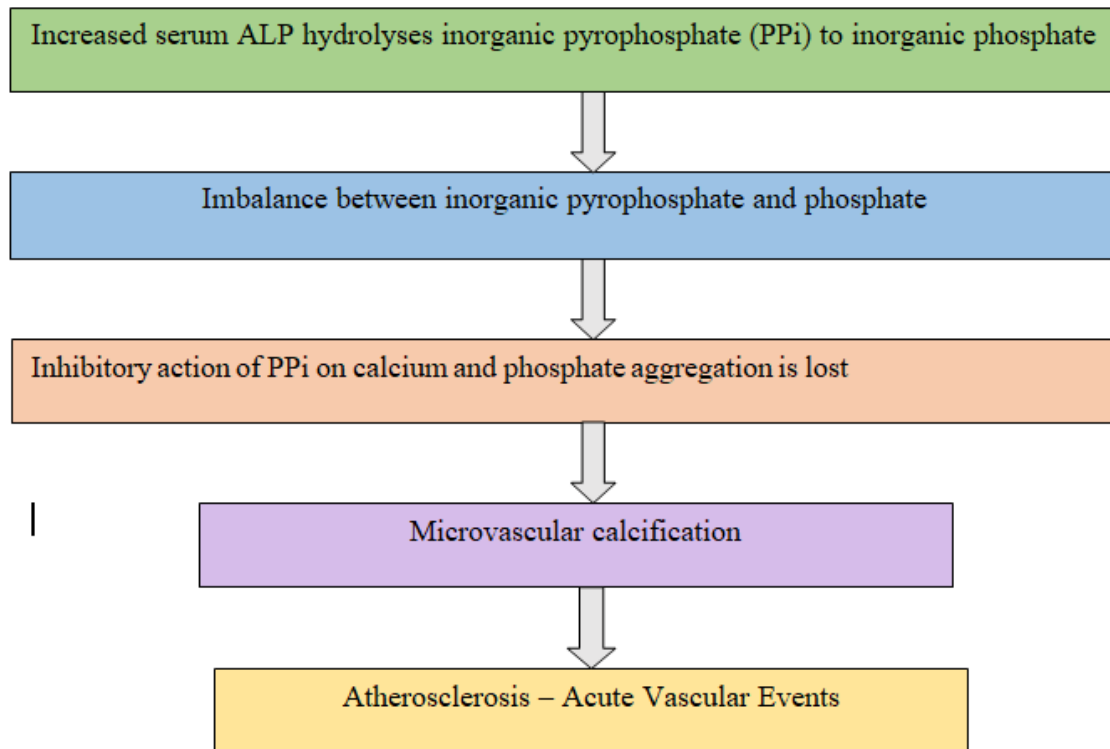 Increased serum ALP hydrolyses inorganic pyrophosphate (PPi) to inorganic phosphate
Imbalance between inorganic pyrophosphate and phosphate
Inhibitory action of PPi on calcium and phosphate aggregation is lost
Microvascular calcification
Atherosclerosis – Acute Vascular Events